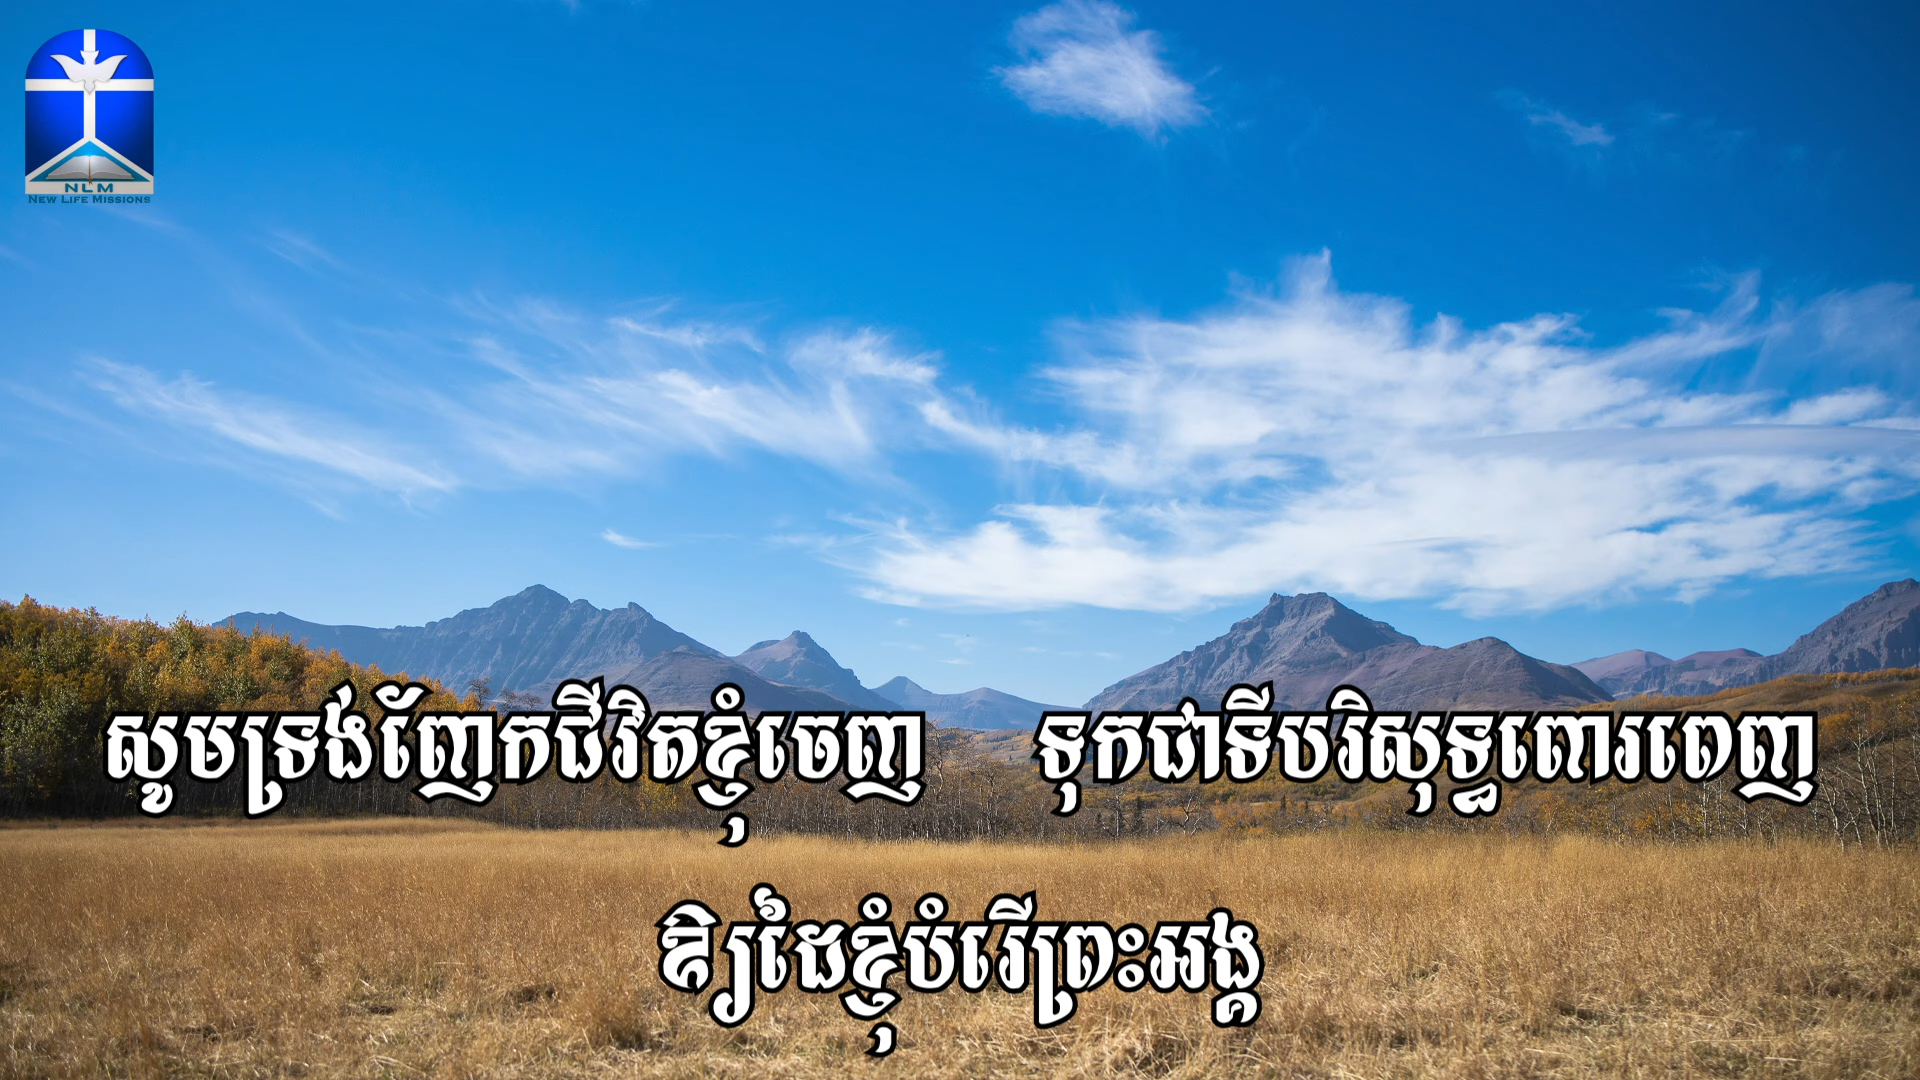 NLM
New Life Missions
សូមទ្រង់ញែកជីវិតខ្ញុំចេញ ទុកជាទីបរិសុទ្ធពោរពេញ
ឱ្យដៃខ្ញុំបំរើព្រះអង្គ